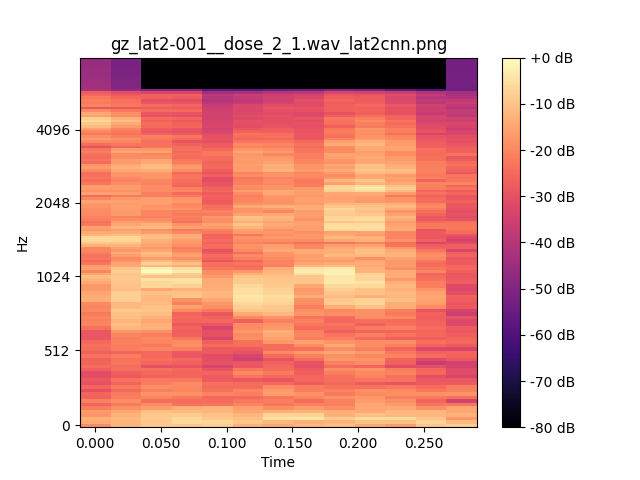 gz_lat2-001__dose_2_1.wav_lat2cnn.png
+0 dB
4096
-10 dB
-20 dB
2048
-30 dB
Hz
-40 dB
1024
-50 dB
512
-60 dB
-70 dB
0
-80 dB
0.000 0.050 0.100 0.150 0.200 0.250
Time